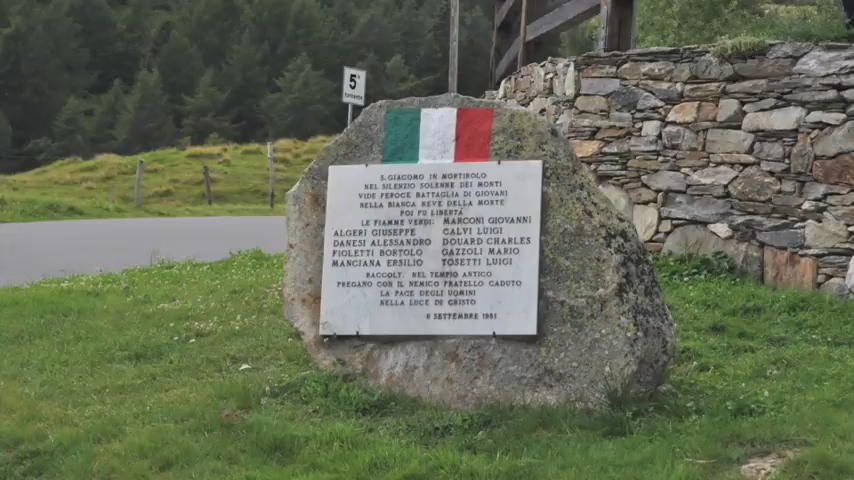 5ª
tornante
S. GIACOMO IN MORTIROLO
NEL SILENZIO SOLENNE DEI MONTI
VIDE FEROCE BATTAGLIA DI GIOVANI
NELLA BIANCA NEVE DELLA MORTE
POI FU LIBERTÀ
LE FIAMME VERDI: MARCONI GIOVANNI
ALGERI GIUSEPPE CALVI LUIGI
DANESI ALESSANDRO DOUARD CHARLES
FIOLETTI BORTOLO GAZZOLI MARIO
MANCIANA ERSILIO TOSETTI LUIGI
RACCOLTI NEL TEMPIO ANTICO
PREGANO CON IL NEMICO FRATELLO CADUTO
LA PACE DEGLI UOMINI
NELLA LUCE DI CRISTO
6 SETTEMBRE 1981